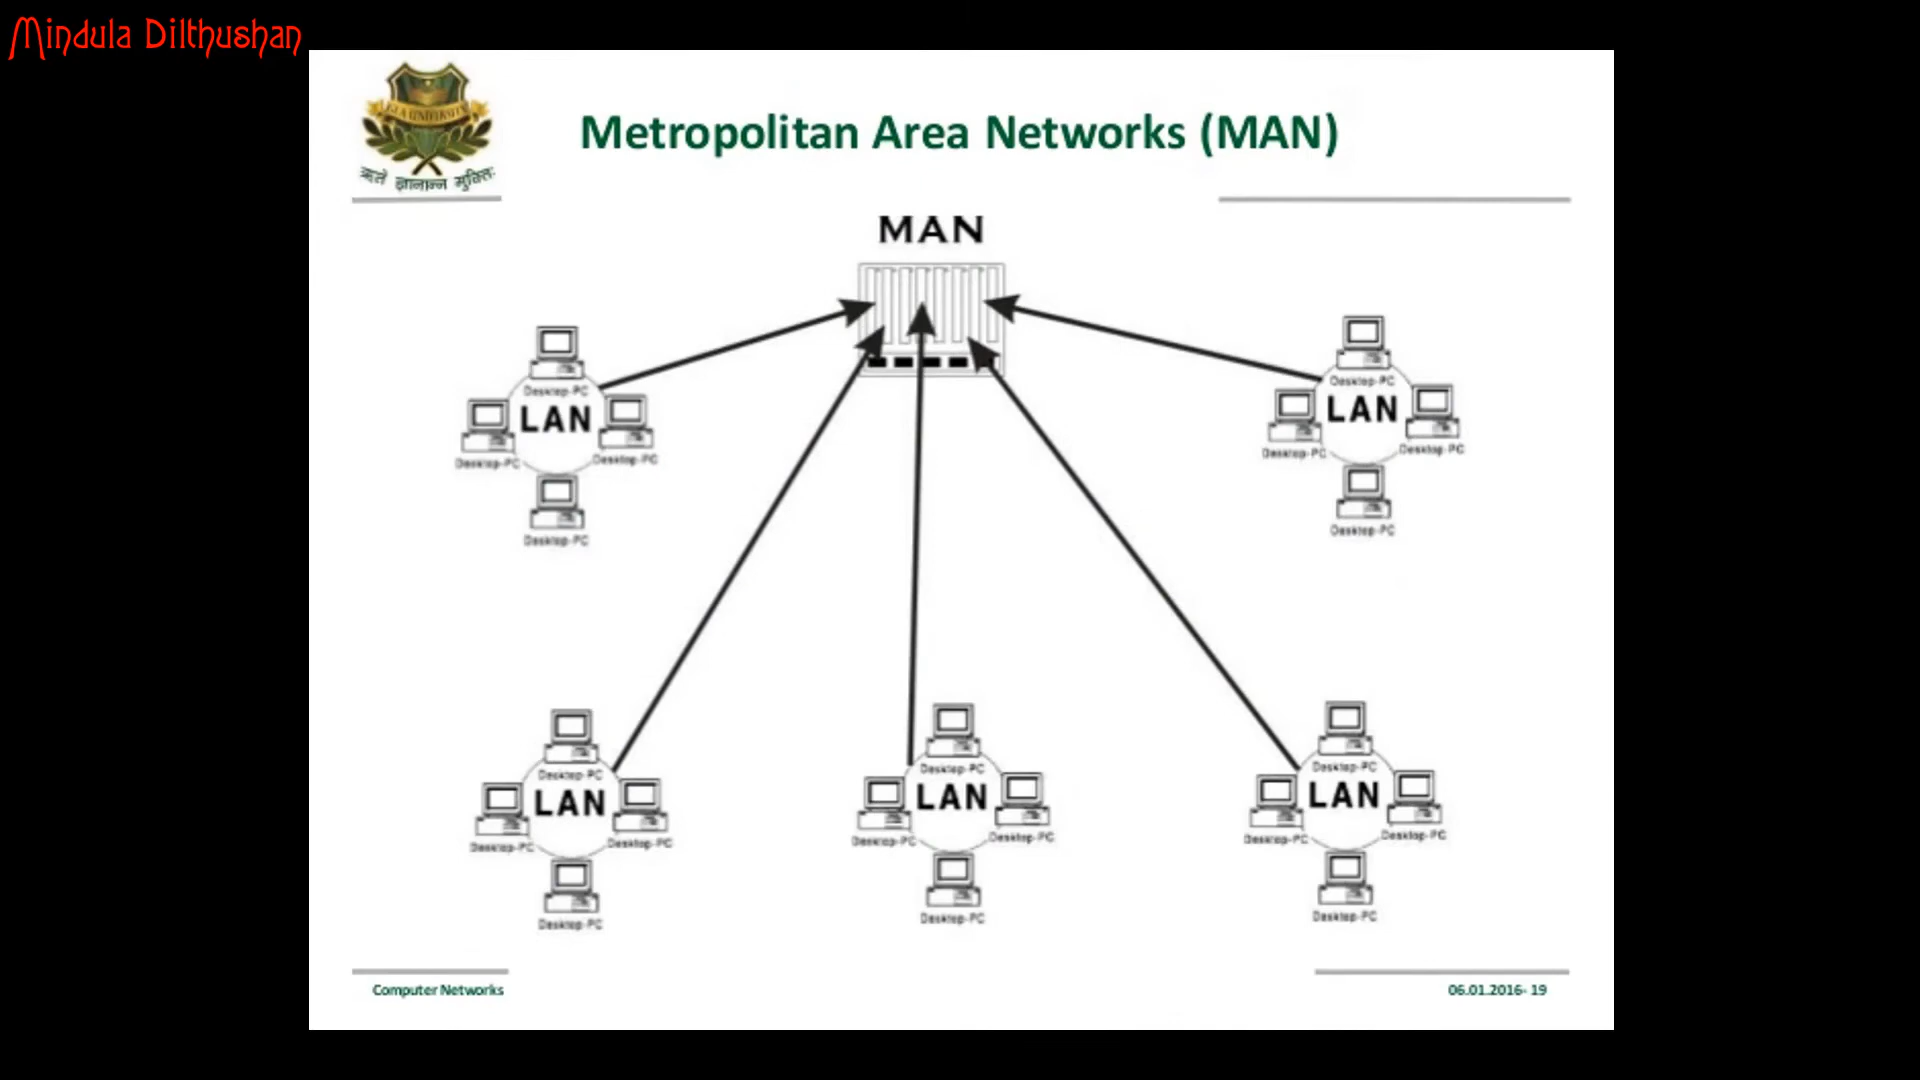 Mindula Dilthushan
GLA UNIVERSITY
ऋते ज्ञानान्न मुक्तिः
Metropolitan Area Networks (MAN)
MAN
Desktop-PC
LAN
Desktop-PC
Desktop-PC
Desktop-PC
Desktop-PC
LAN
Desktop-PC
Desktop-PC
Desktop-PC
Desktop-PC
LAN
Desktop-PC
Desktop-PC
Desktop-PC
Desktop-PC
LAN
Desktop-PC
Desktop-PC
Desktop-PC
Desktop-PC
LAN
Desktop-PC
Desktop-PC
Desktop-PC
Computer Networks
06.01.2016- 19